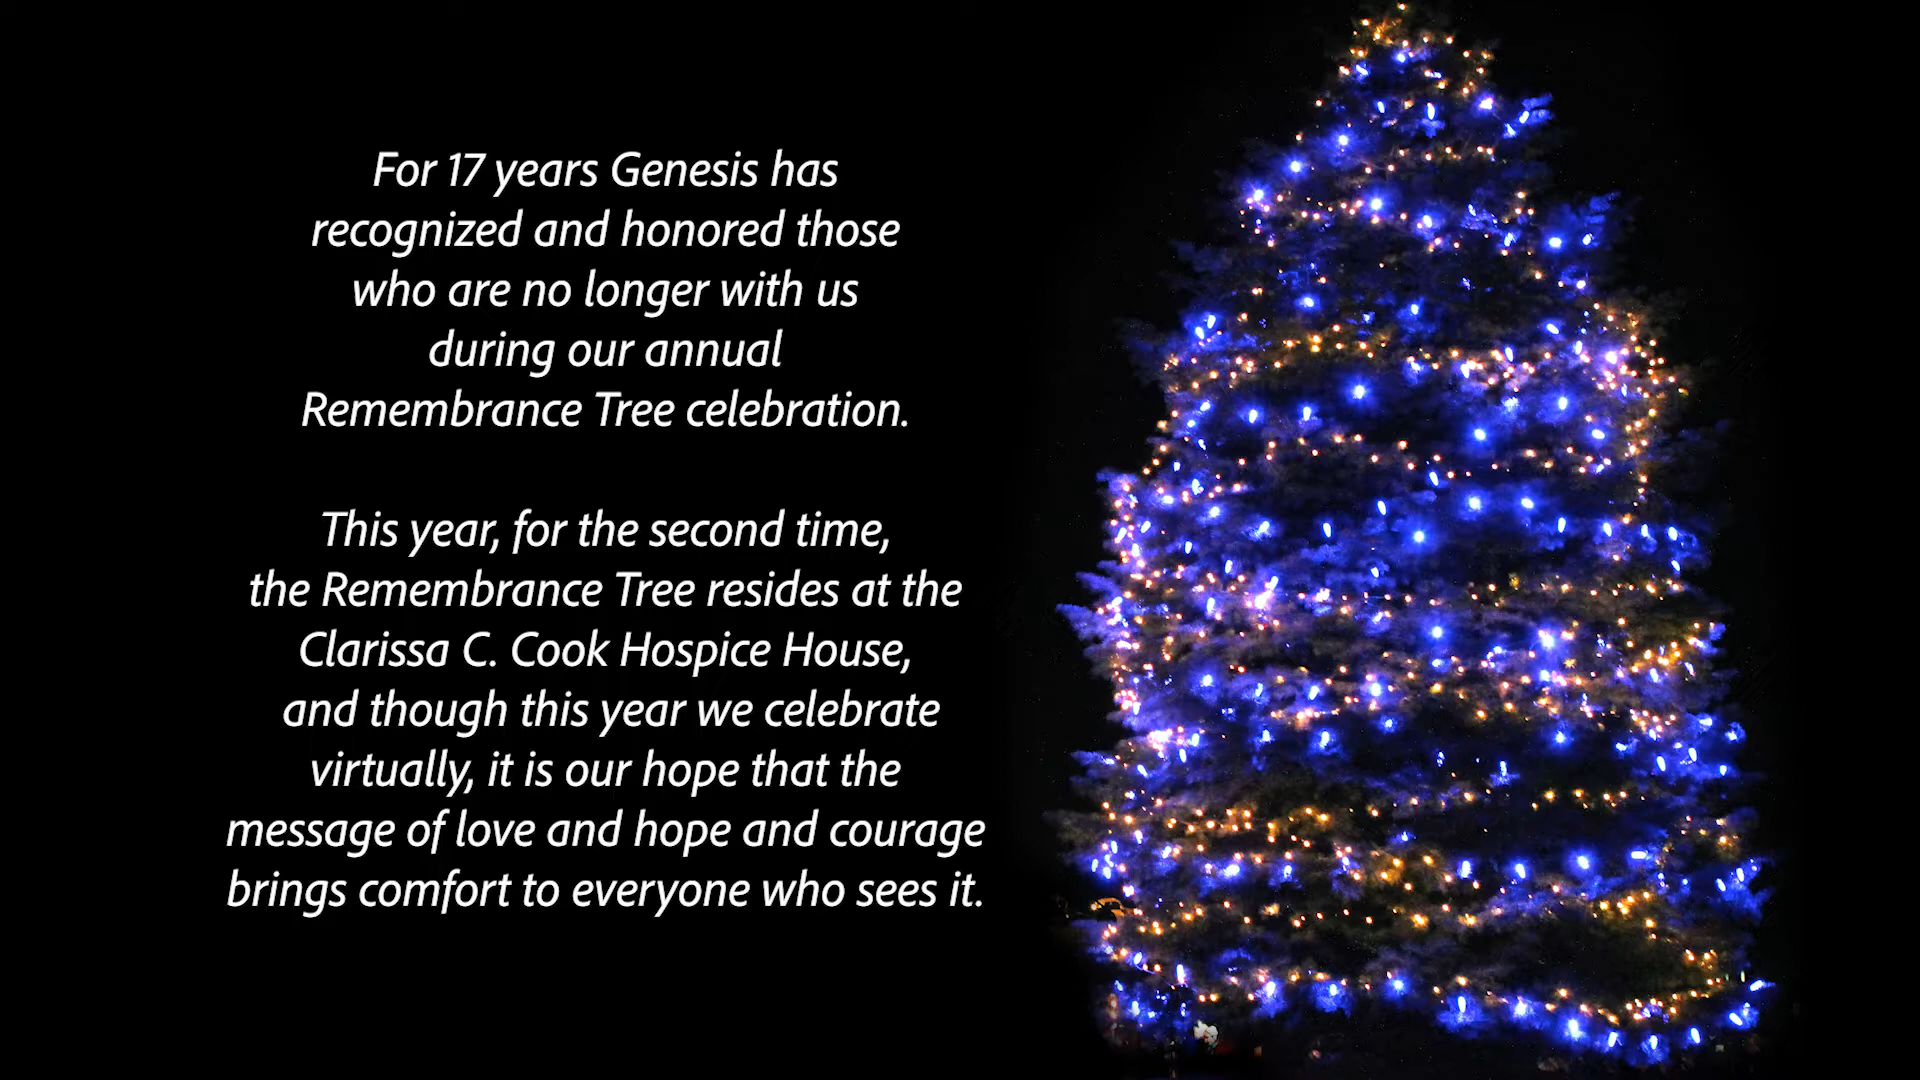 For 17 years Genesis has
recognized and honored those
who are no longer with us
during our annual
Remembrance Tree celebration.
This year, for the second time,
the Remembrance Tree resides at the
Clarissa C. Cook Hospice House,
and though this year we celebrate
virtually, it is our hope that the
message of love and hope and courage
brings comfort to everyone who sees it.